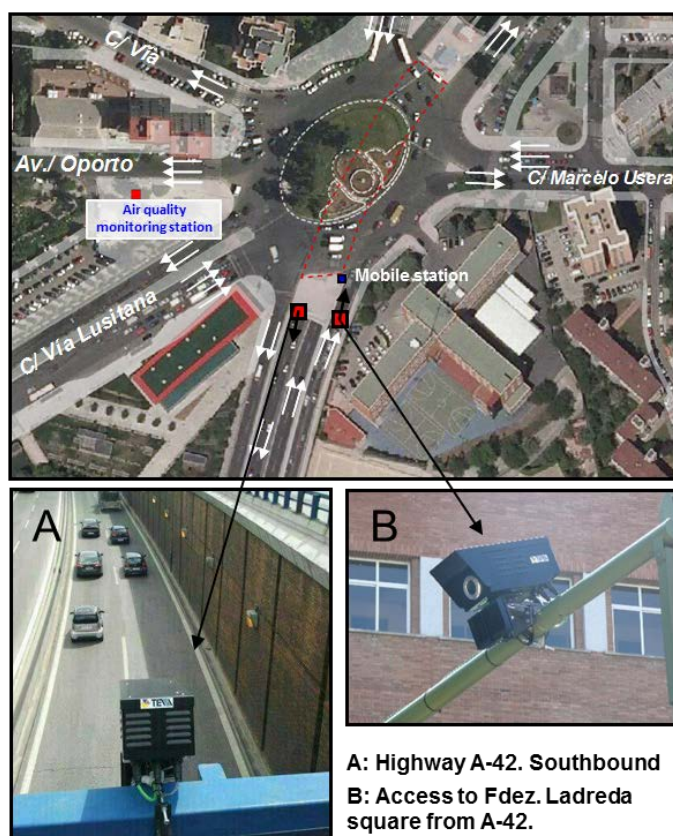 C/ Vía
Av./ Oporto
C/ Marcelo Usera
Air quality
monitoring station
Mobile station
C/ Vía Lusitana
A
B
TEVA
A: Highway A-42. Southbound
B: Access to Fdez. Ladreda
square from A-42.